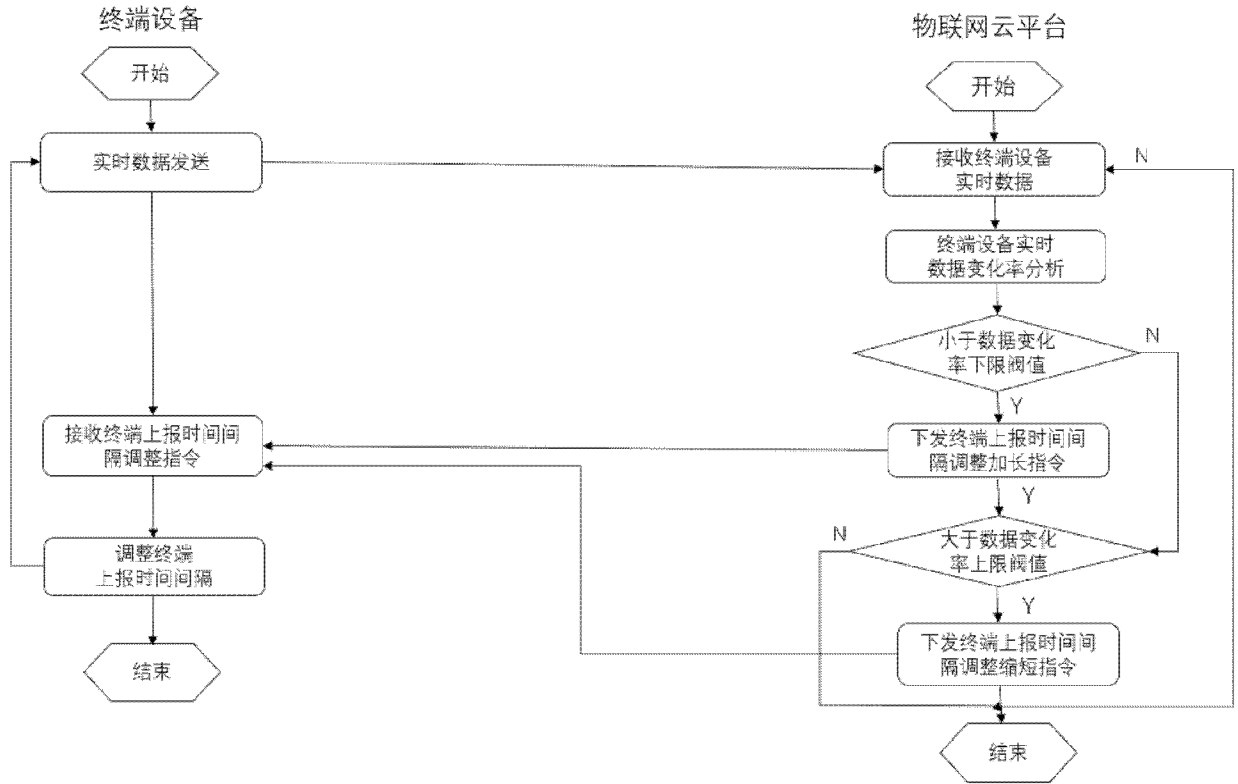 终端设备
开始
实时数据发送
接收终端上报时间间
隔调整指令
调整终端
上报时间间隔
结束
物联网云平台
开始
接收终端设备
实时数据
N
终端设备实时
数据变化率分析
小于数据变化
率下限阀值
N
Y
下发终端上报时间间
隔调整加长指令
Y
N
大于数据变化
率上限阀值
Y
下发终端上报时间间
隔调整缩短指令
结束